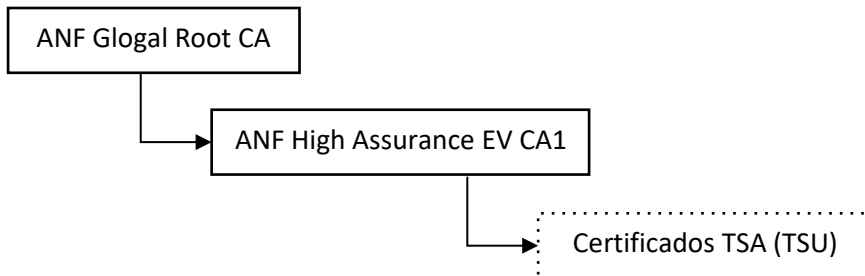 ANF Glogal Root CA
ANF High Assurance EV CA1
Certificados TSA (TSU)